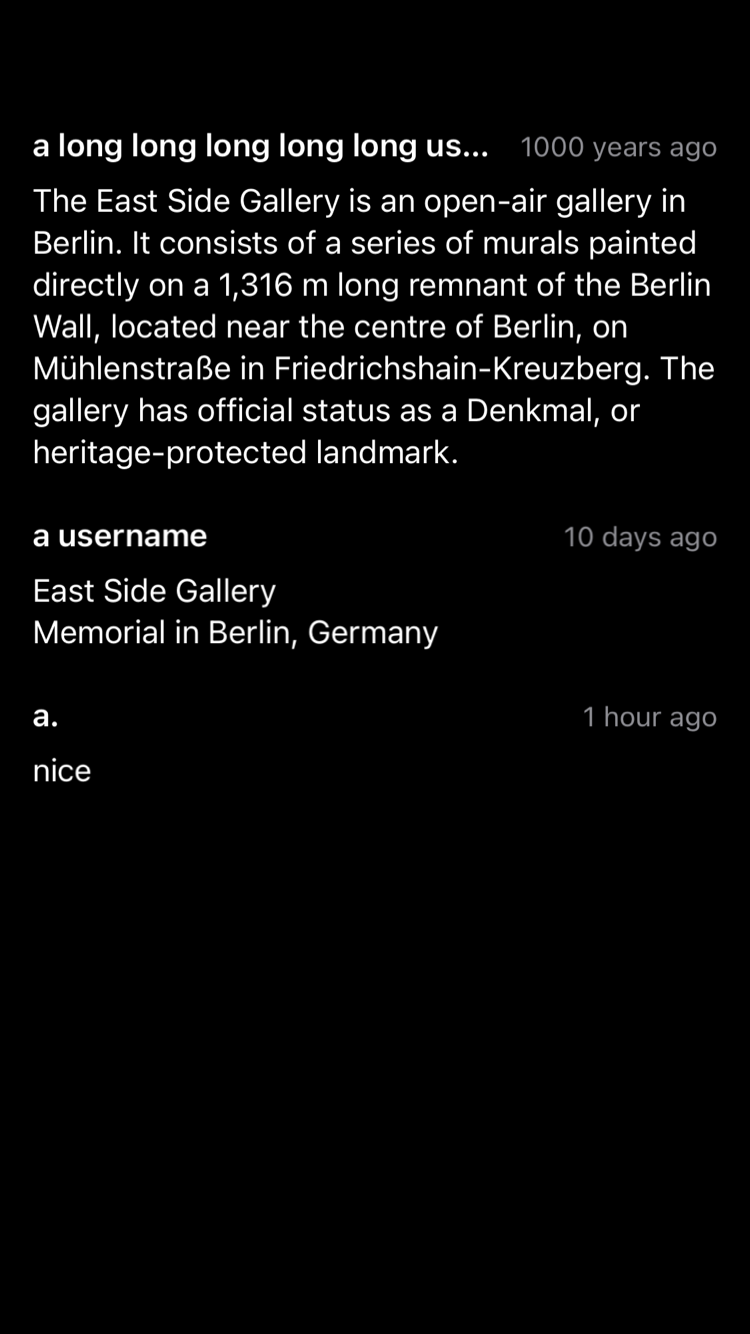 a long long long long long us... 1000 years ago
The East Side Gallery is an open-air gallery in
Berlin. It consists of a series of murals painted
directly on a 1,316 m long remnant of the Berlin
Wall, located near the centre of Berlin, on
Mühlenstraße in Friedrichshain-Kreuzberg. The
gallery has official status as a Denkmal, or
heritage-protected landmark.
a username 10 days ago
East Side Gallery
Memorial in Berlin, Germany
a. 1 hour ago
nice